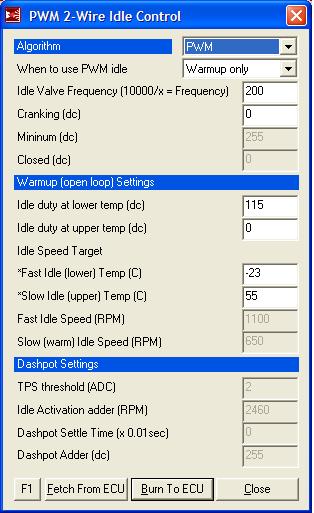 PWM 2-Wire Idle Control
Algorithm PWM
When to use PWM idle Warmup only
Idle Valve Frequency (10000/x = Frequency) 200
Cranking (dc) 0
Mininum (dc) 255
Closed (dc) 0
Warmup (open loop) Settings
Idle duty at lower temp (dc) 115
Idle duty at upper temp (dc) 0
Idle Speed Target
*Fast Idle (lower) Temp (C) -23
*Slow Idle (upper) Temp (C) 55
Fast Idle Speed (RPM) 1100
Slow (warm) Idle Speed (RPM) 650
Dashpot Settings
TPS threshold (ADC) 2
Idle Activation adder (RPM) 2460
Dashpot Settle Time (x 0.01sec) 0
Dashpot Adder (dc) 255
F1 Fetch From ECU Burn To ECU Close